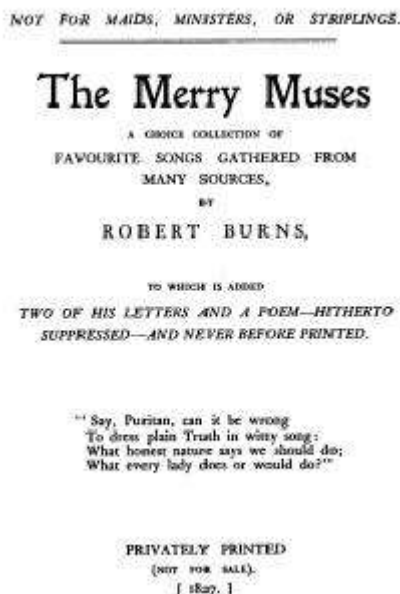 NOT FOR MAIDS, MINISTERS, OR STRIPLINGS.
The Merry Muses
A CHOICE COLLECTION OF
FAVOURITE SONGS GATHERED FROM
MANY SOURCES,
BY
ROBERT BURNS,
TO WHICH IS ADDED
TWO OF HIS LETTERS AND A POEM—HITHERTO
SUPPRESSED—AND NEVER BEFORE PRINTED.
"Say, Puritan, can it be wrong
To dress plain Truth in witty song:
What honest nature says we should do;
What every lady does or would do?"
PRIVATELY PRINTED
(NOT FOR SALE).
[ 1827. ]